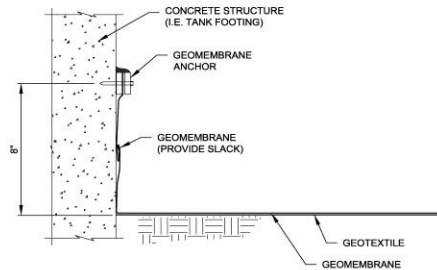 CONCRETE STRUCTURE
(I.E. TANK FOOTING)
GEOMEMBRANE
ANCHOR
8"
GEOMEMBRANE
(PROVIDE SLACK)
GEOTEXTILE
GEOMEMBRANE